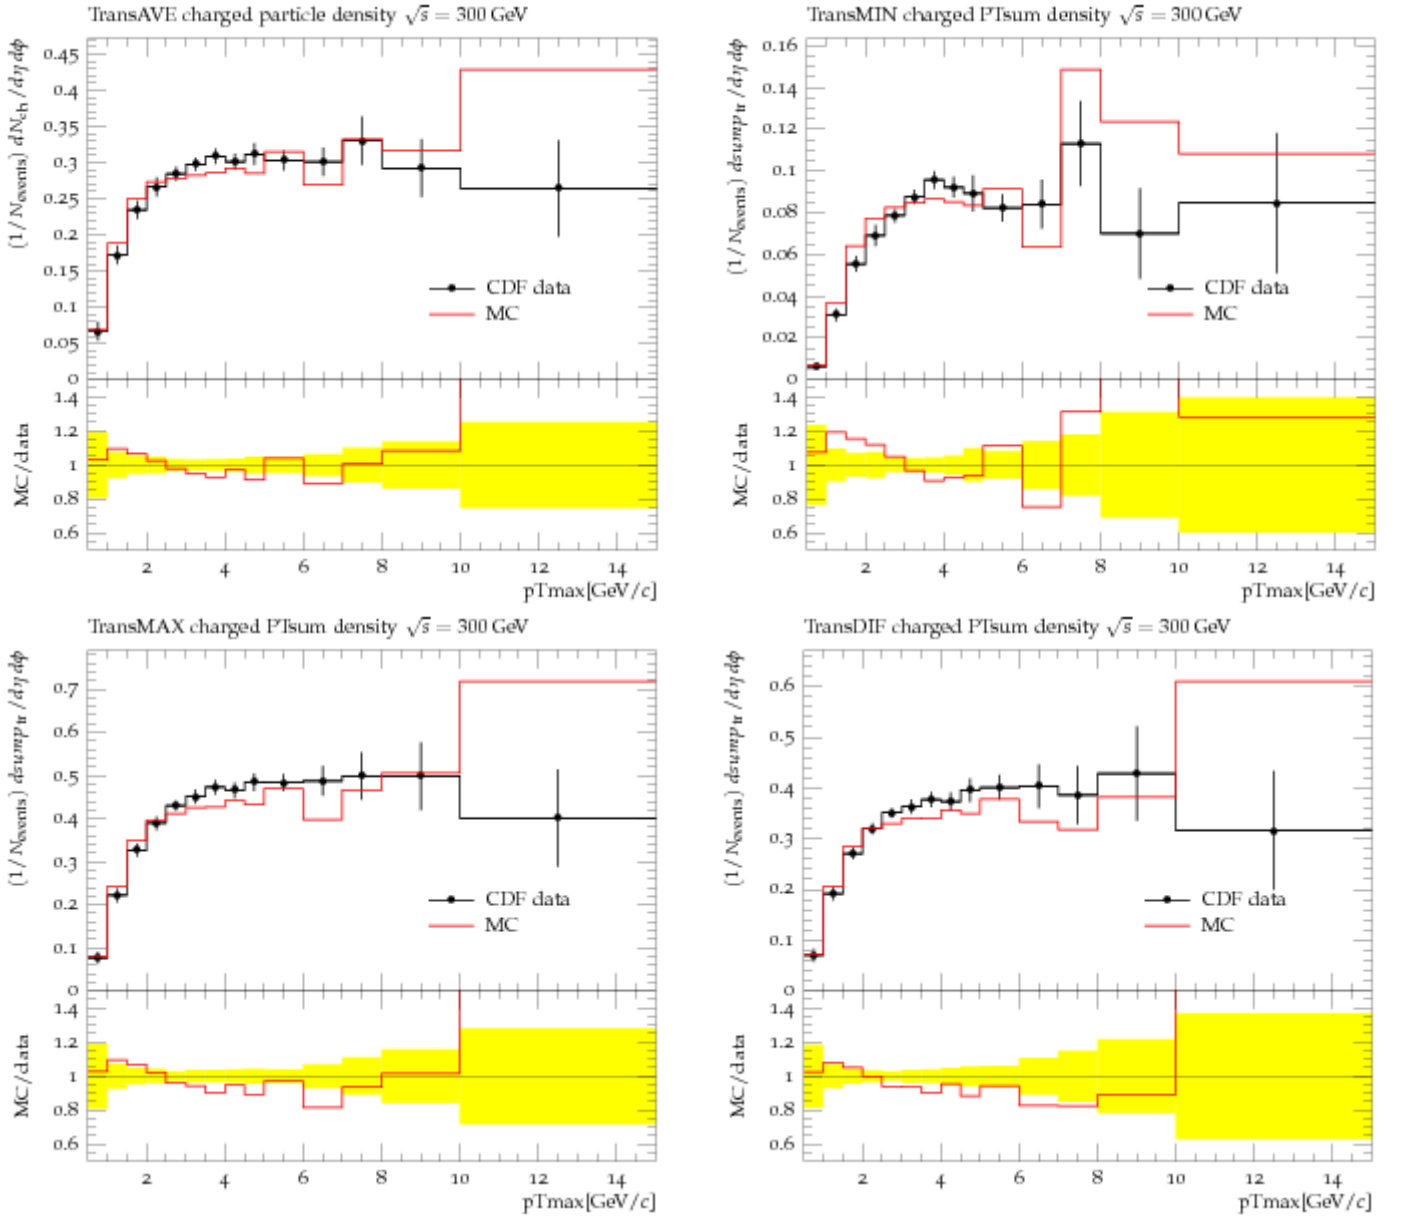 TransAVE charged particle density √s = 300 GeV
(1/Nevents) dNch/dη dϕ
0.45
0.4
0.35
0.3
0.25
0.2
0.15
0.1
0.05
0
CDF data
MC
MC/data
1.4
1.2
1
0.8
0.6
2 4 6 8 10 12 14
pTmax[GeV/c]
TransMIN charged PTsum density √s = 300 GeV
(1/Nevents) dsumptr/dη dϕ
0.16
0.14
0.12
0.1
0.08
0.06
0.04
0.02
0
CDF data
MC
MC/data
1.4
1.2
1
0.8
0.6
2 4 6 8 10 12 14
pTmax[GeV/c]
TransMAX charged PTsum density √s = 300 GeV
(1/Nevents) dsumptr/dη dϕ
0.7
0.6
0.5
0.4
0.3
0.2
0.1
0
CDF data
MC
MC/data
1.4
1.2
1
0.8
0.6
2 4 6 8 10 12 14
pTmax[GeV/c]
TransDIF charged PTsum density √s = 300 GeV
(1/Nevents) dsumptr/dη dϕ
0.6
0.5
0.4
0.3
0.2
0.1
0
CDF data
MC
MC/data
1.4
1.2
1
0.8
0.6
2 4 6 8 10 12 14
pTmax[GeV/c]